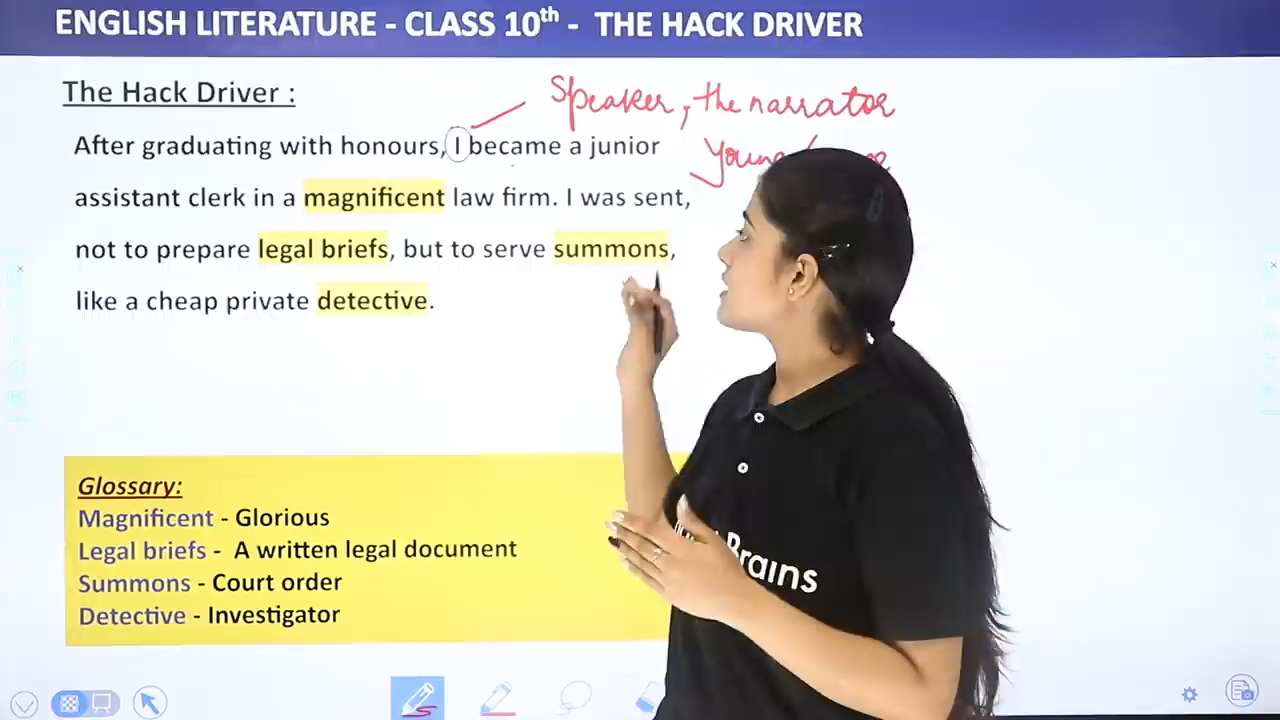 ENGLISH LITERATURE - CLASS 10th - THE HACK DRIVER
The Hack Driver :
Speaker, the narrator
After graduating with honours, I became a junior
assistant clerk in a magnificent law firm. I was sent,
not to prepare legal briefs, but to serve summons,
like a cheap private detective.
Glossary:
Magnificent - Glorious
Legal briefs - A written legal document
Summons - Court order
Detective - Investigator
Brains